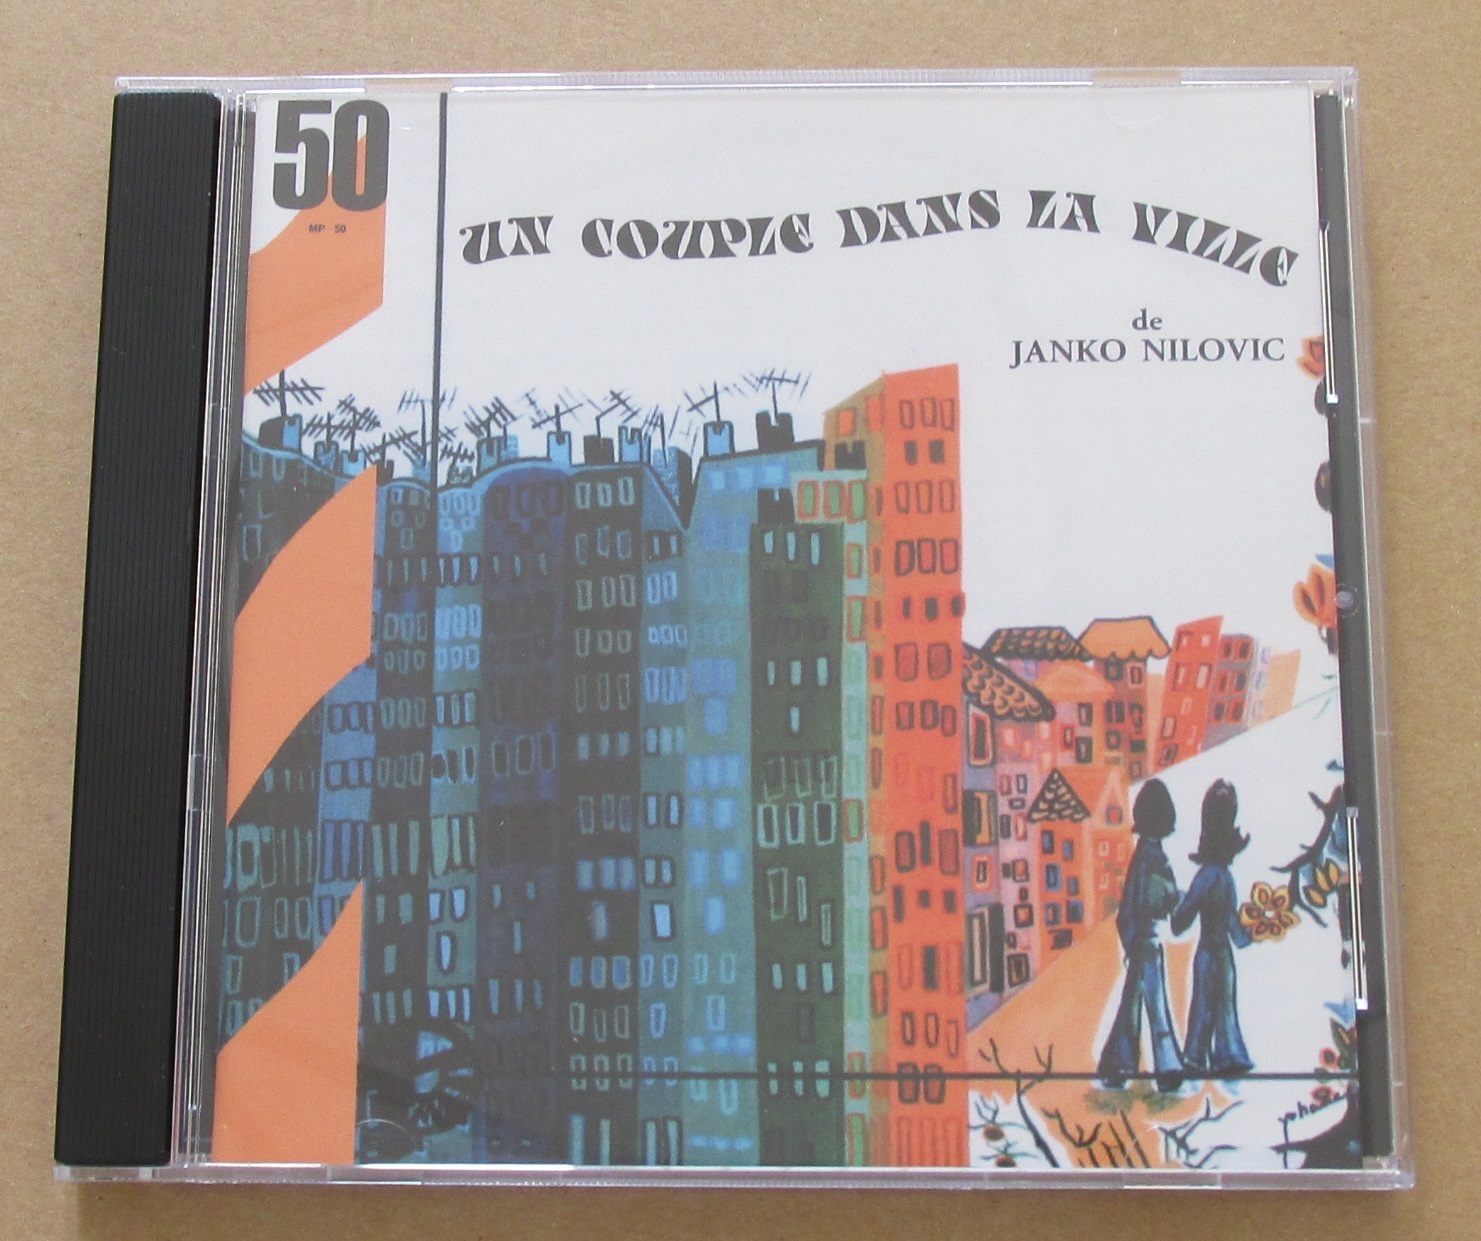 50
MP 50
UN COUPLE DANS LA VILLE
de
JANKO NILOVIC